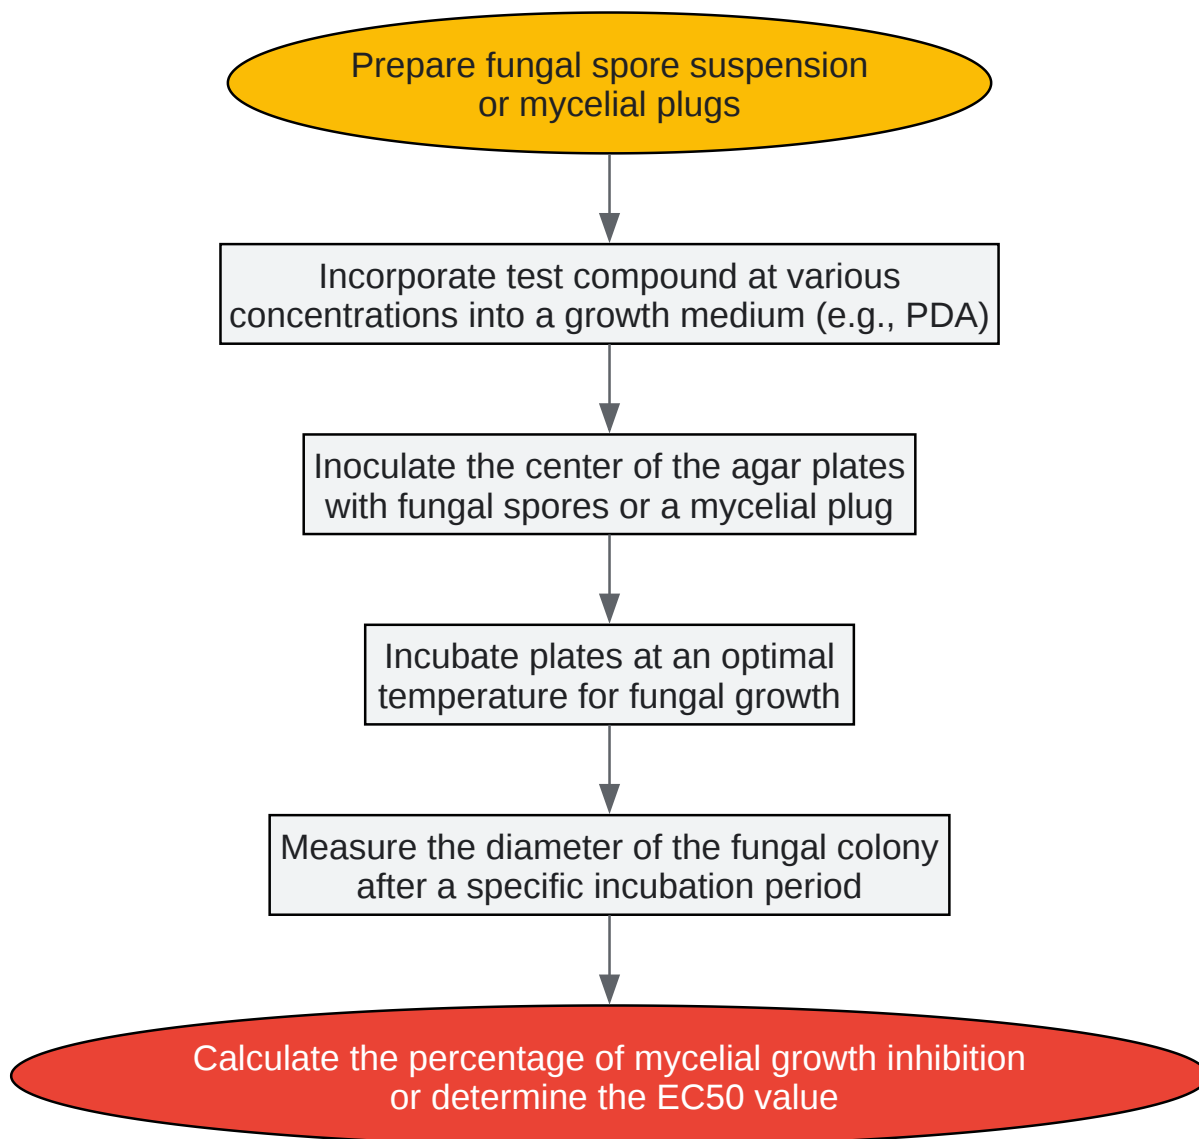 Prepare fungal spore suspension
or mycelial plugs
Incorporate test compound at various
concentrations into a growth medium (e.g., PDA)
Inoculate the center of the agar plates
with fungal spores or a mycelial plug
Incubate plates at an optimal
temperature for fungal growth
Measure the diameter of the fungal colony
after a specific incubation period
Calculate the percentage of mycelial growth inhibition
or determine the EC50 value